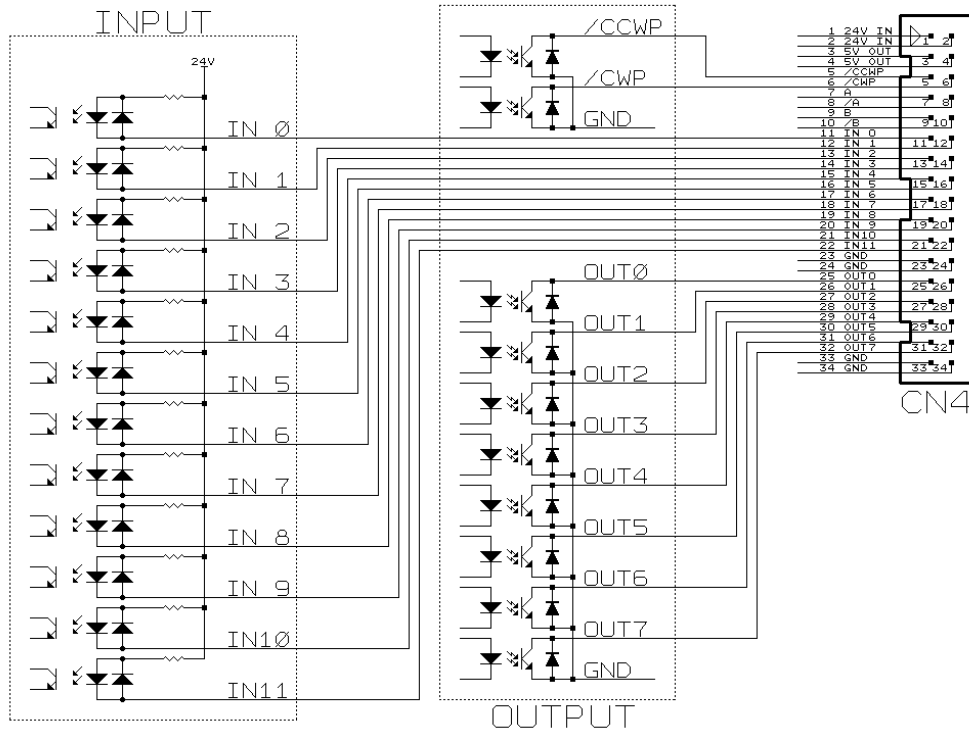 INPUT
24V
IN 0
IN 1
IN 2
IN 3
IN 4
IN 5
IN 6
IN 7
IN 8
IN 9
IN10
IN11
/CCWP
/CWP
GND
OUT0
OUT1
OUT2
OUT3
OUT4
OUT5
OUT6
OUT7
GND
OUTPUT
1 24V IN
2 24V IN
3 5V OUT
4 5V OUT
5 /CCWP
6 /CWP
7 A
8 /A
9 B
10 /B
11 IN 0
12 IN 1
13 IN 2
14 IN 3
15 IN 4
16 IN 5
17 IN 6
18 IN 7
19 IN 8
20 IN 9
21 IN10
22 IN11
23 GND
24 GND
25 OUT0
26 OUT1
27 OUT2
28 OUT3
29 OUT4
30 OUT5
31 OUT6
32 OUT7
33 GND
34 GND
1 2
3 4
5 6
7 8
9 10
11 12
13 14
15 16
17 18
19 20
21 22
23 24
25 26
27 28
29 30
31 32
33 34
CN4